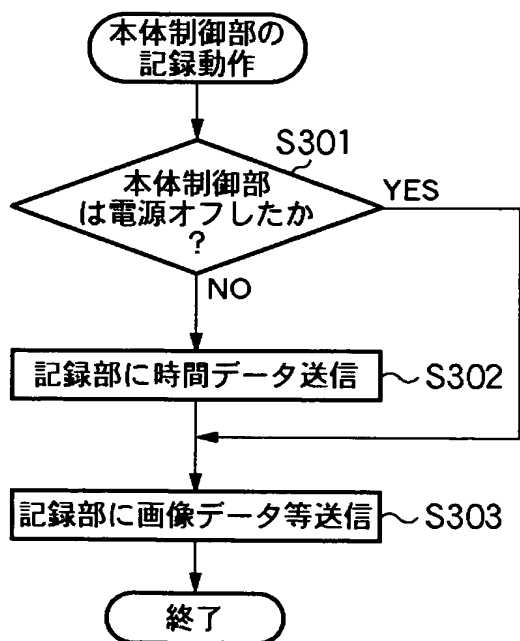 本体制御部の
記録動作
S301
本体制御部
は電源オフしたか
?
YES
NO
記録部に時間データ送信
S302
記録部に画像データ等送信
S303
終了